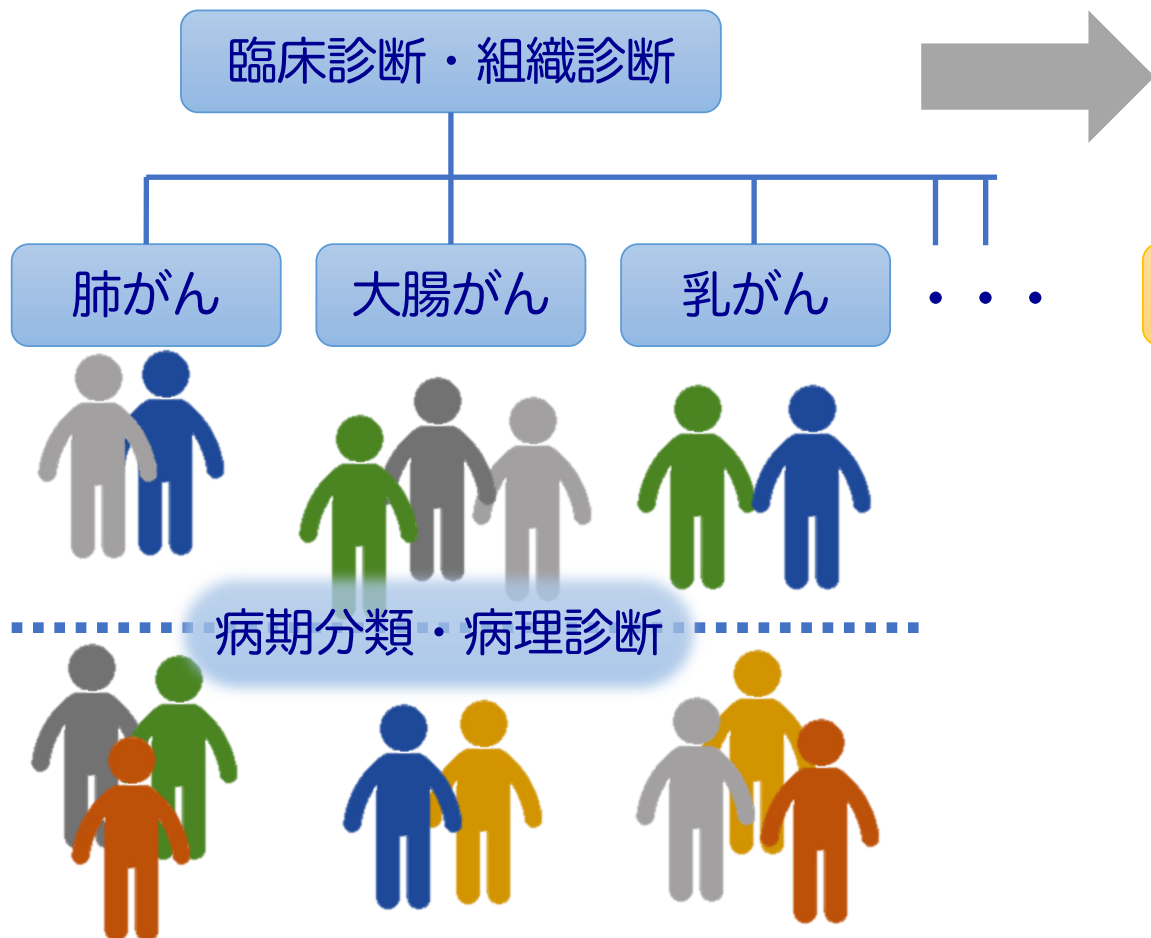 臨床診断・組織診断
肺がん
大腸がん
乳がん
・・・
病期分類・病理診断